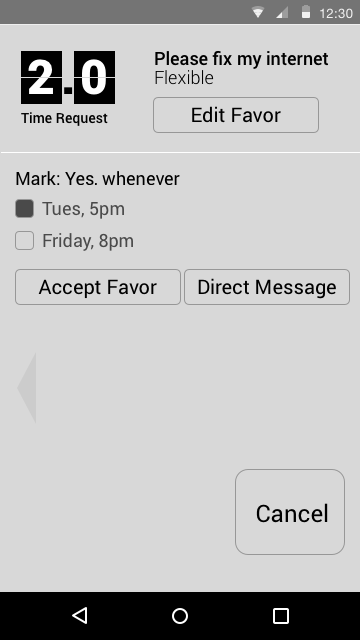 12:30
2.0
Time Request
Please fix my internet
Flexible
Edit Favor
Mark: Yes. whenever
Tues, 5pm
Friday, 8pm
Accept Favor
Direct Message
Cancel